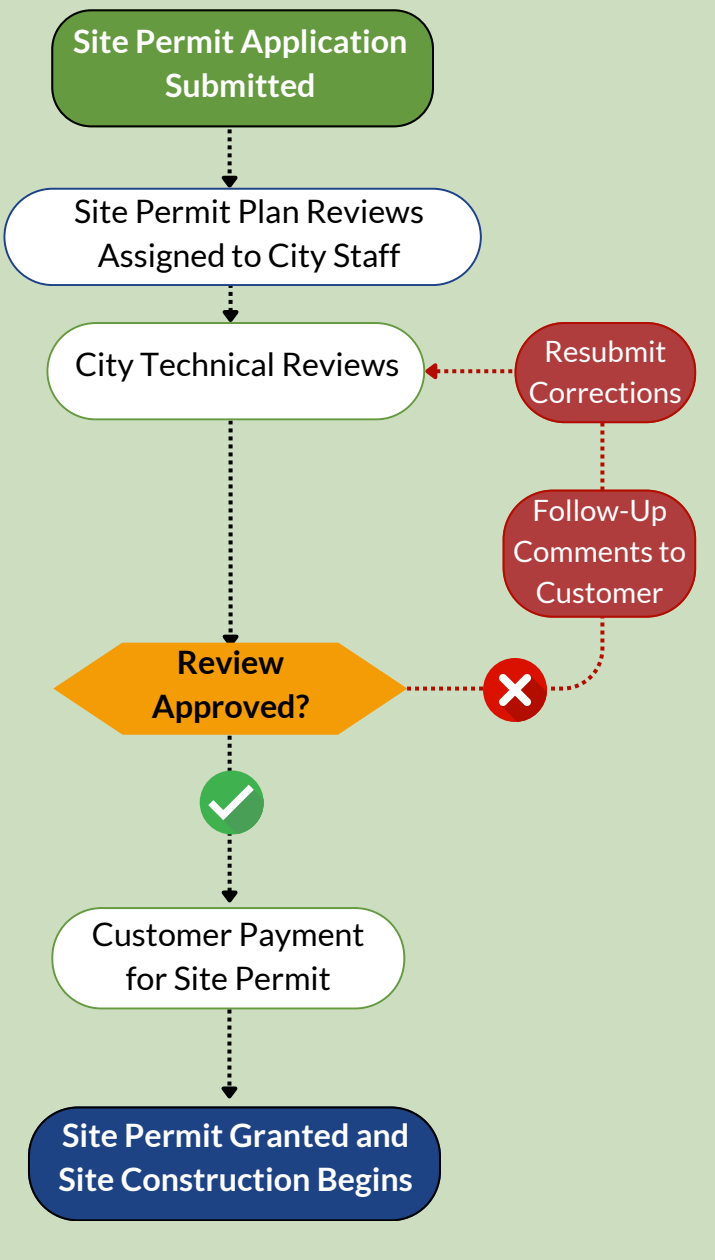 Site Permit Application
Submitted
Site Permit Plan Reviews
Assigned to City Staff
City Technical Reviews
Resubmit
Corrections
Follow-Up
Comments to
Customer
Review
Approved?
Customer Payment
for Site Permit
Site Permit Granted and
Site Construction Begins